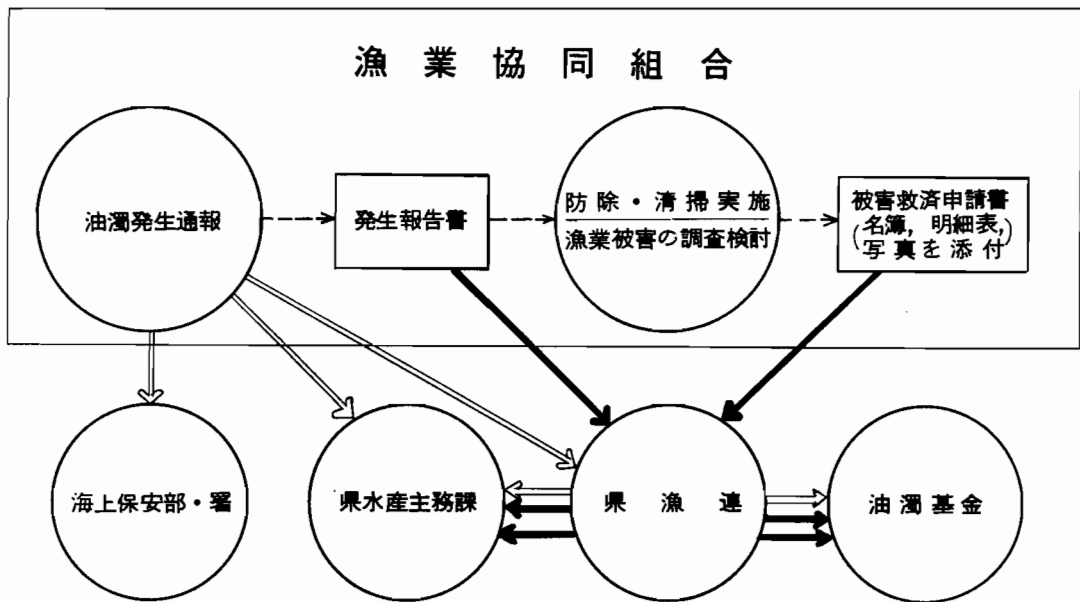 漁業協同組合
油濁発生通報
発生報告書
防除・清掃実施
漁業被害の調査検討
被害救済申請書
(名簿，明細表，
写真を添付)
海上保安部・署
県水産主務課
県漁連
油濁基金